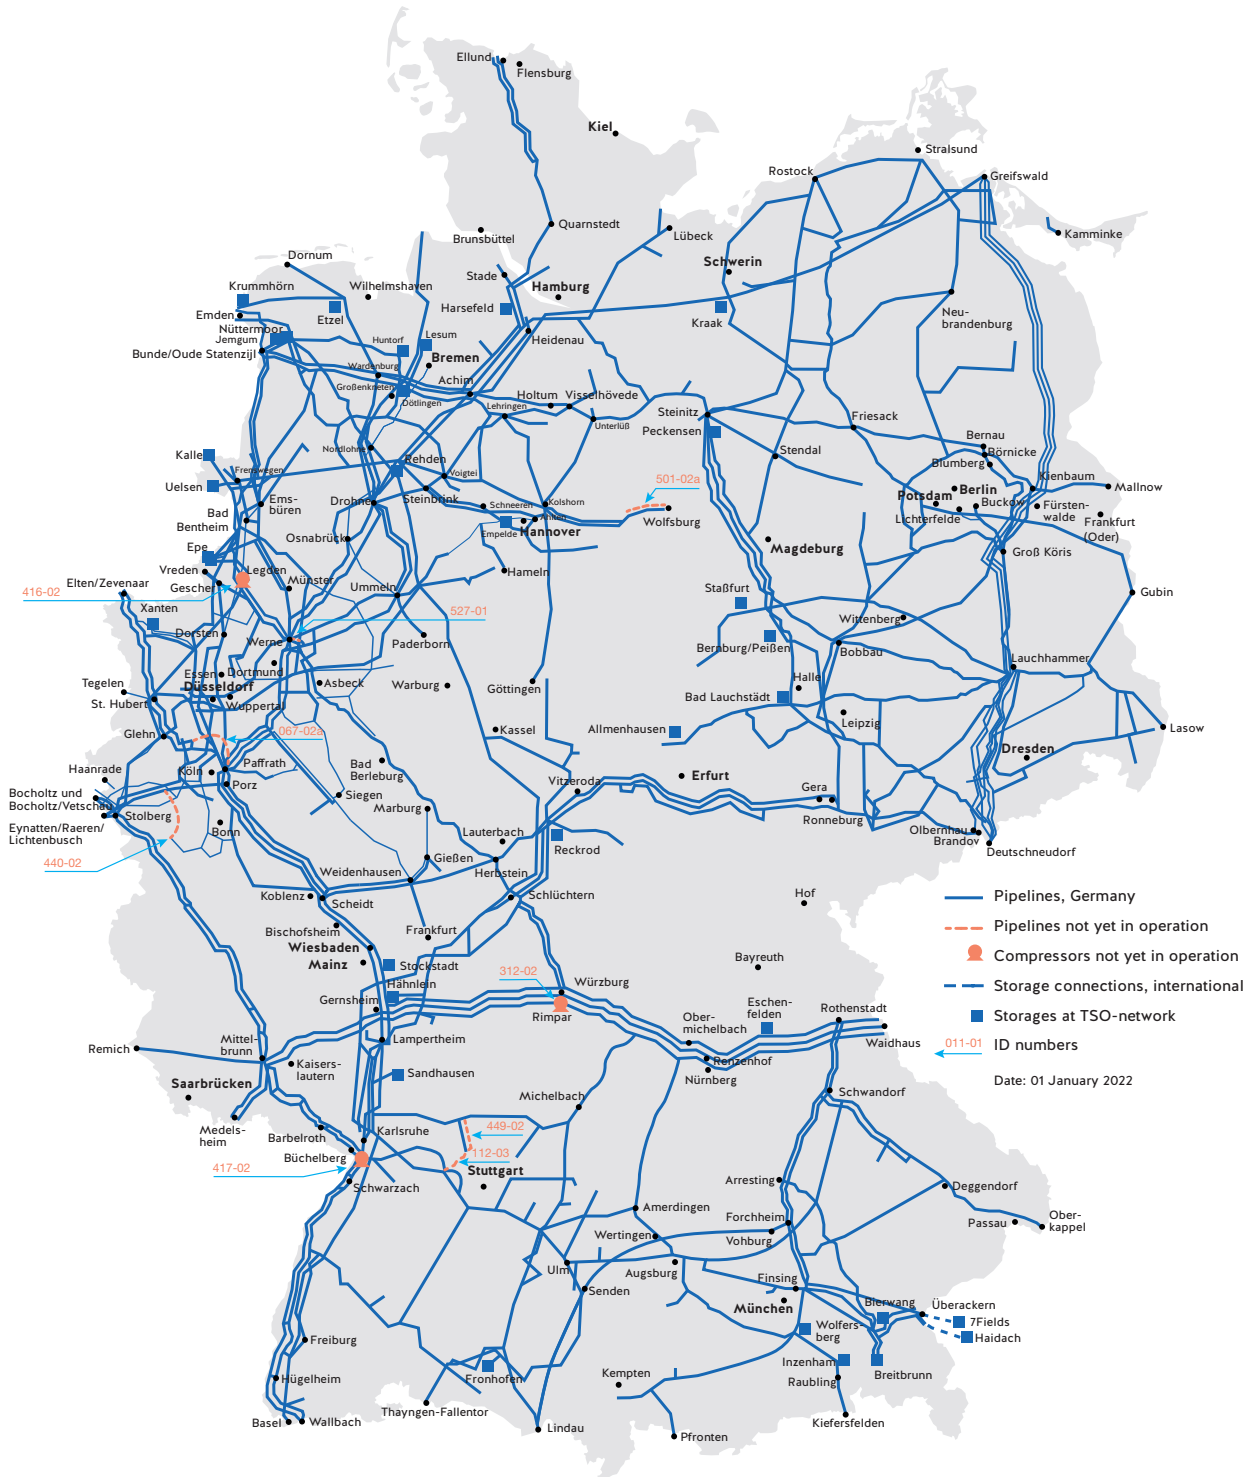 Ellund
Flensburg
Kiel
Stralsund
Rostock
Greifswald
Quarnstedt
Brunsbüttel
Lübeck
Kamminke
Dornum
Schwerin
Stade
Krummhörn
Wilhelmshaven
Hamburg
Harsefeld
Emden
Etzel
Kraak
Neu-
brandenburg
Nüttermoor
Jemgum
Huntorf
Lesum
Heidenau
Bunde/Oude Statenzijl
Bremen
Wardenburg
Achim
Großenkneten
Dötlingen
Holtum
Visselhövede
Lehringen
Unterlüß
Steinitz
Peckensen
Friesack
Bernau
Börnicke
Blumberg
Nordlohne
Kalle
Rehden
Frenswegen
Voigtei
Stendal
Kienbaum
Mallnow
Uelsen
501-02a
Berlin
Potsdam
Buckow
Ems-
büren
Drohne
Steinbrink
Schneeren
Kolshorn
Wolfsburg
Lichterfelde
Fürsten-
walde
Frankfurt
(Oder)
Bad
Bentheim
Ahlten
Empelde
Hannover
Osnabrück
Magdeburg
Groß Köris
Epe
Vreden
Legden
Hameln
Elten/Zevenaar
Gescher
Münster
Ummeln
Staßfurt
Gubin
416-02
Xanten
527-01
Wittenberg
Dorsten
Werne
Paderborn
Bernburg/Peißen
Bobbau
Lauchhammer
Essen
Dortmund
Tegelen
Düsseldorf
Asbeck
Warburg
Göttingen
Halle
Bad Lauchstädt
St. Hubert
Wuppertal
Leipzig
Glehn
067-02a
Kassel
Allmenhausen
Lasow
Dresden
Haanrade
Köln
Paffrath
Bad
Berleburg
Erfurt
Porz
Vitzeroda
Gera
Bocholtz und
Bocholtz/Vetschau
Siegen
Marburg
Stolberg
Ronneburg
Eynatten/Raeren/
Lichtenbusch
Bonn
Lauterbach
Olbernhau
Brandov
Reckrod
Deutschneudorf
440-02
Gießen
Weidenhausen
Herbstein
Hof
Koblenz
Scheidt
Schlüchtern
Pipelines, Germany
Bischofsheim
Frankfurt
Pipelines not yet in operation
Wiesbaden
Mainz
Stockstadt
Bayreuth
Compressors not yet in operation
312-02
Hähnlein
Würzburg
Storage connections, international
Gernsheim
Eschen-
felden
Rothenstadt
Rimpar
Ober-
michelbach
Storages at TSO-network
Mittel-
brunn
Lampertheim
Waidhaus
011-01
ID numbers
Remich
Kaisers-
lautern
Renzenhof
Nürnberg
Sandhausen
Date: 01 January 2022
Saarbrücken
Michelbach
Schwandorf
Medels-
heim
Barbelroth
Karlsruhe
449-02
Büchelberg
112-03
417-02
Stuttgart
Schwarzach
Arresting
Deggendorf
Amerdingen
Forchheim
Passau
Ober-
kappel
Wertingen
Vohburg
Ulm
Augsburg
Finsing
Senden
München
Bierwang
Überackern
7Fields
Wolfers-
berg
Haidach
Freiburg
Fronhofen
Inzenham
Breitbrunn
Hügelheim
Kempten
Raubling
Basel
Wallbach
Thayngen-Fallentor
Lindau
Pfronten
Kiefersfelden